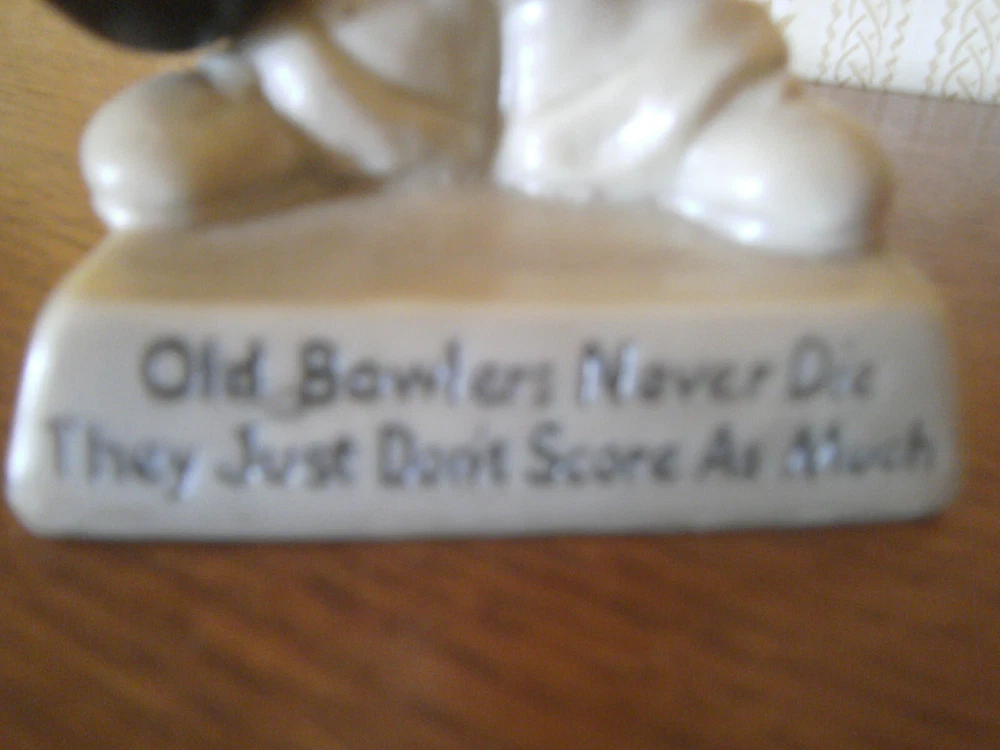 Old Bowlers Never Die
They Just Don't Score As Much